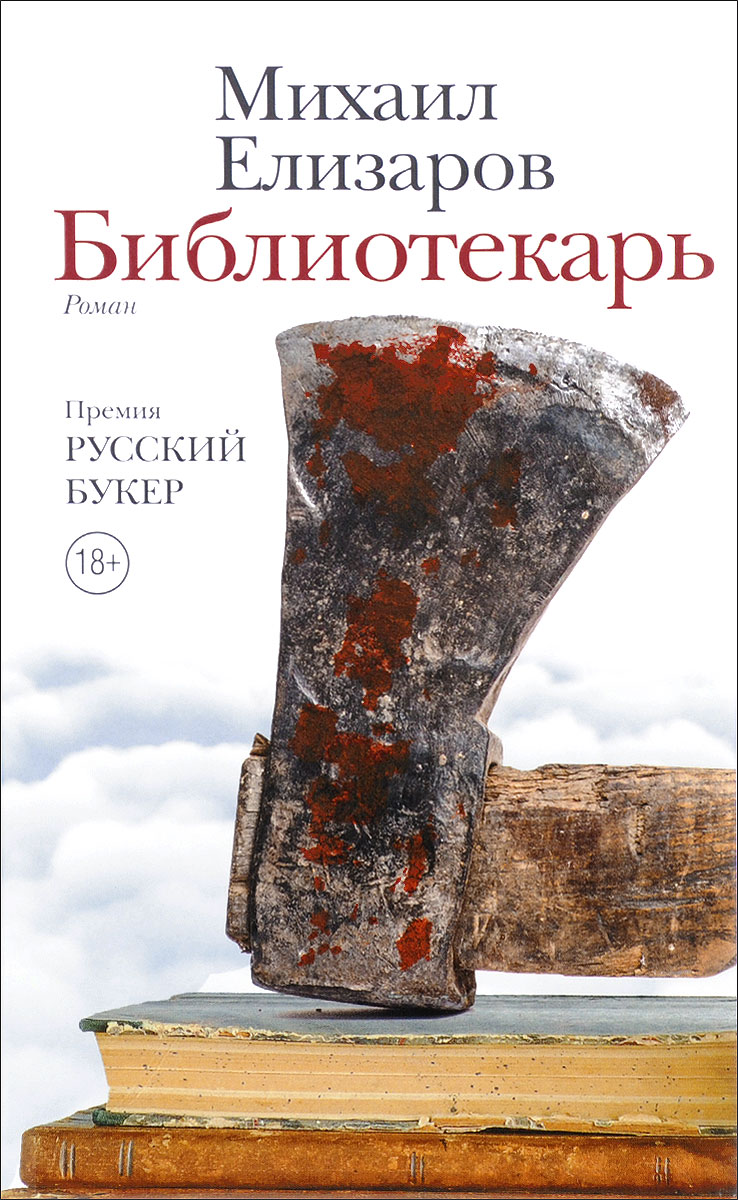 Михаил
Елизаров
Библиотекарь
Роман
Премия
РУССКИЙ
БУКЕР
18+